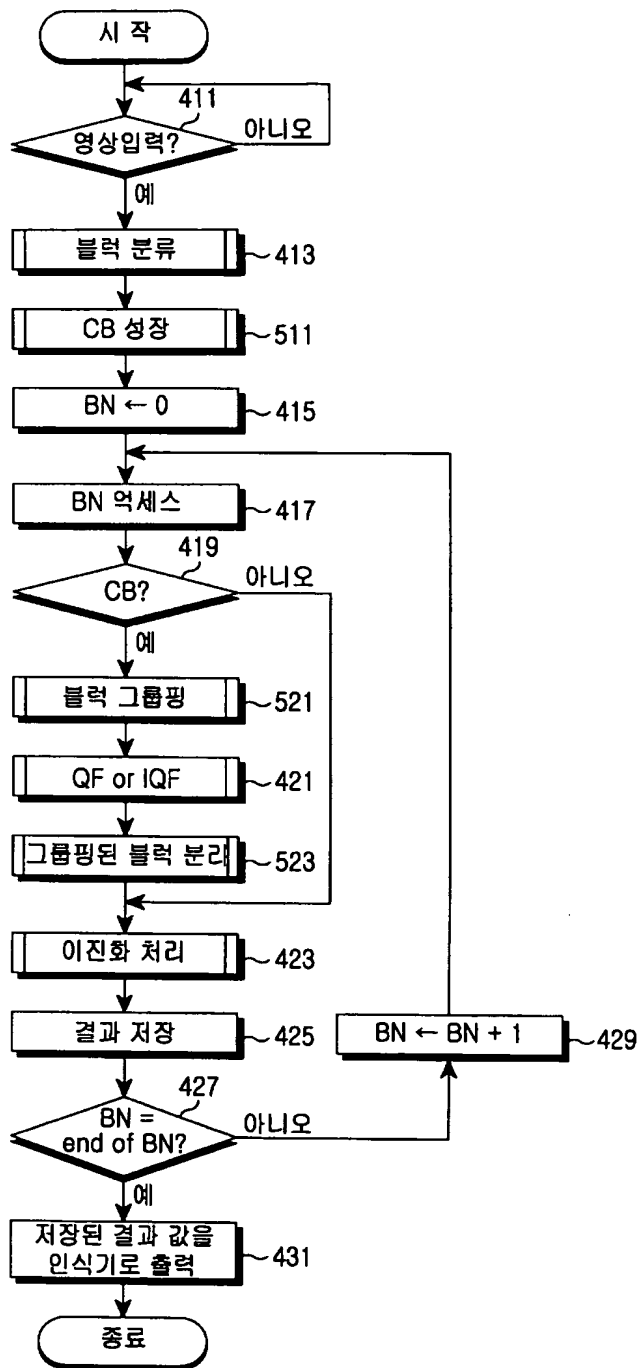 시 작
411
영상입력?
아니오
예
블럭 분류
413
CB 성장
511
BN ← 0
415
BN 억세스
417
419
CB?
아니오
예
블럭 그룹핑
521
QF or IQF
421
그룹핑된 블럭 분리
523
이진화 처리
423
결과 저장
425
BN ← BN + 1
429
427
BN =
end of BN?
아니오
예
저장된 결과 값을
인식기로 출력
431
종료